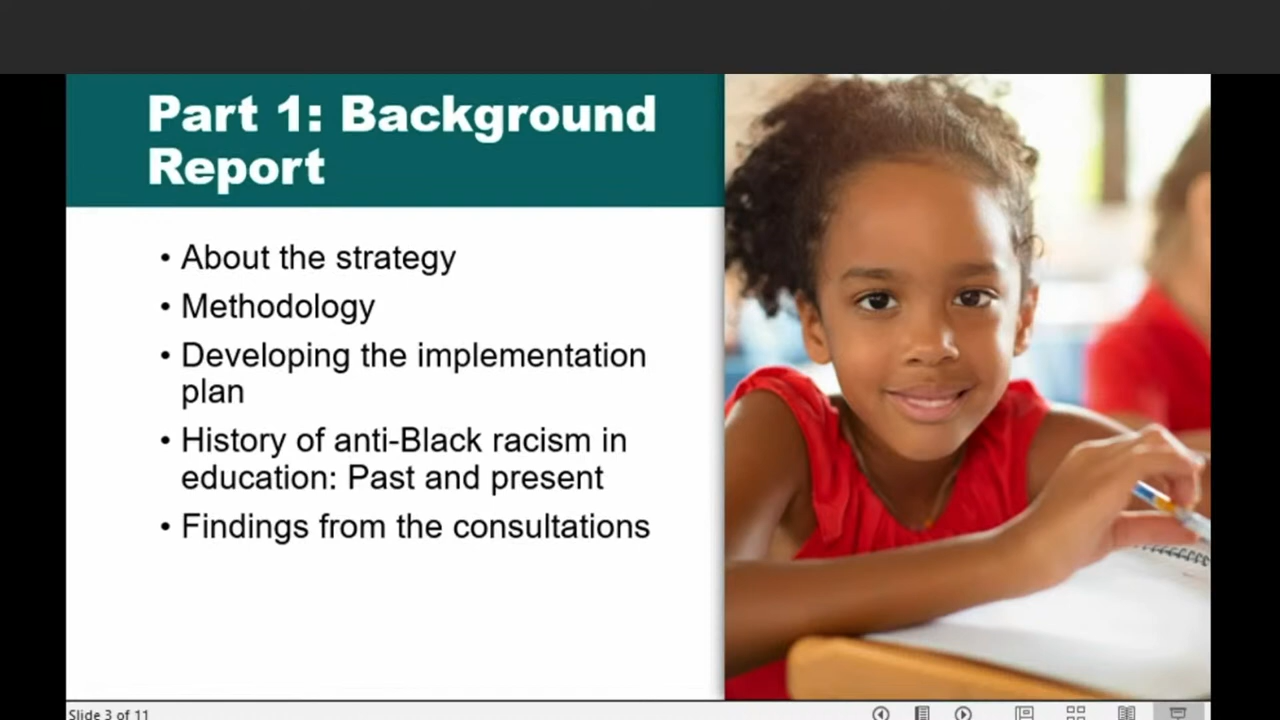 Part 1: Background
Report
• About the strategy
• Methodology
• Developing the implementation
plan
• History of anti-Black racism in
education: Past and present
• Findings from the consultations
Slide 3 of 11